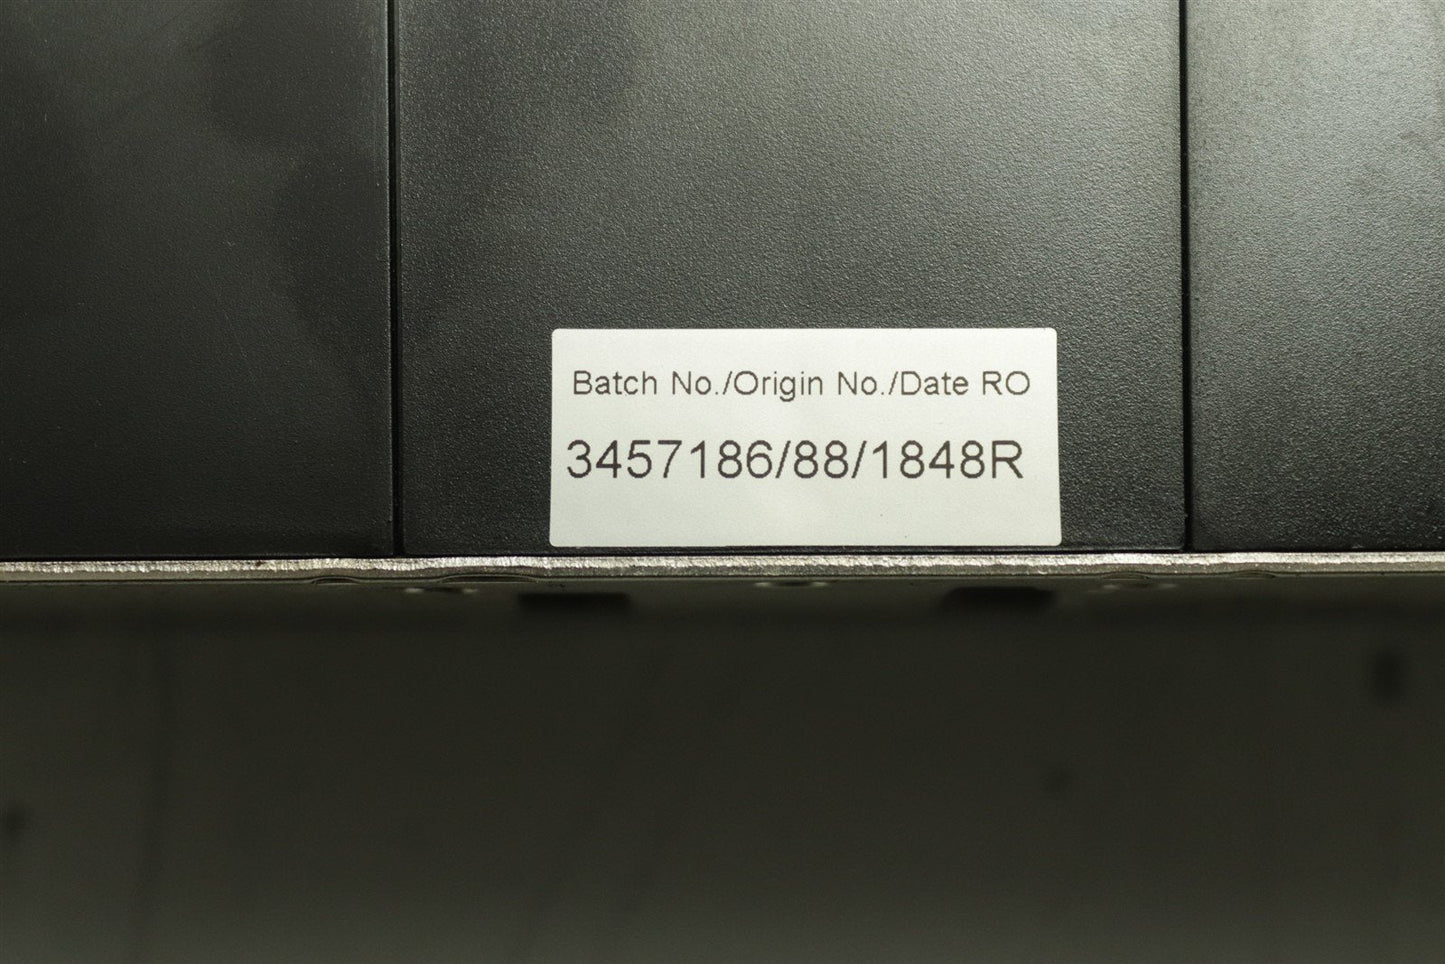 Batch No./Origin No./Date RO
3457186/88/1848R